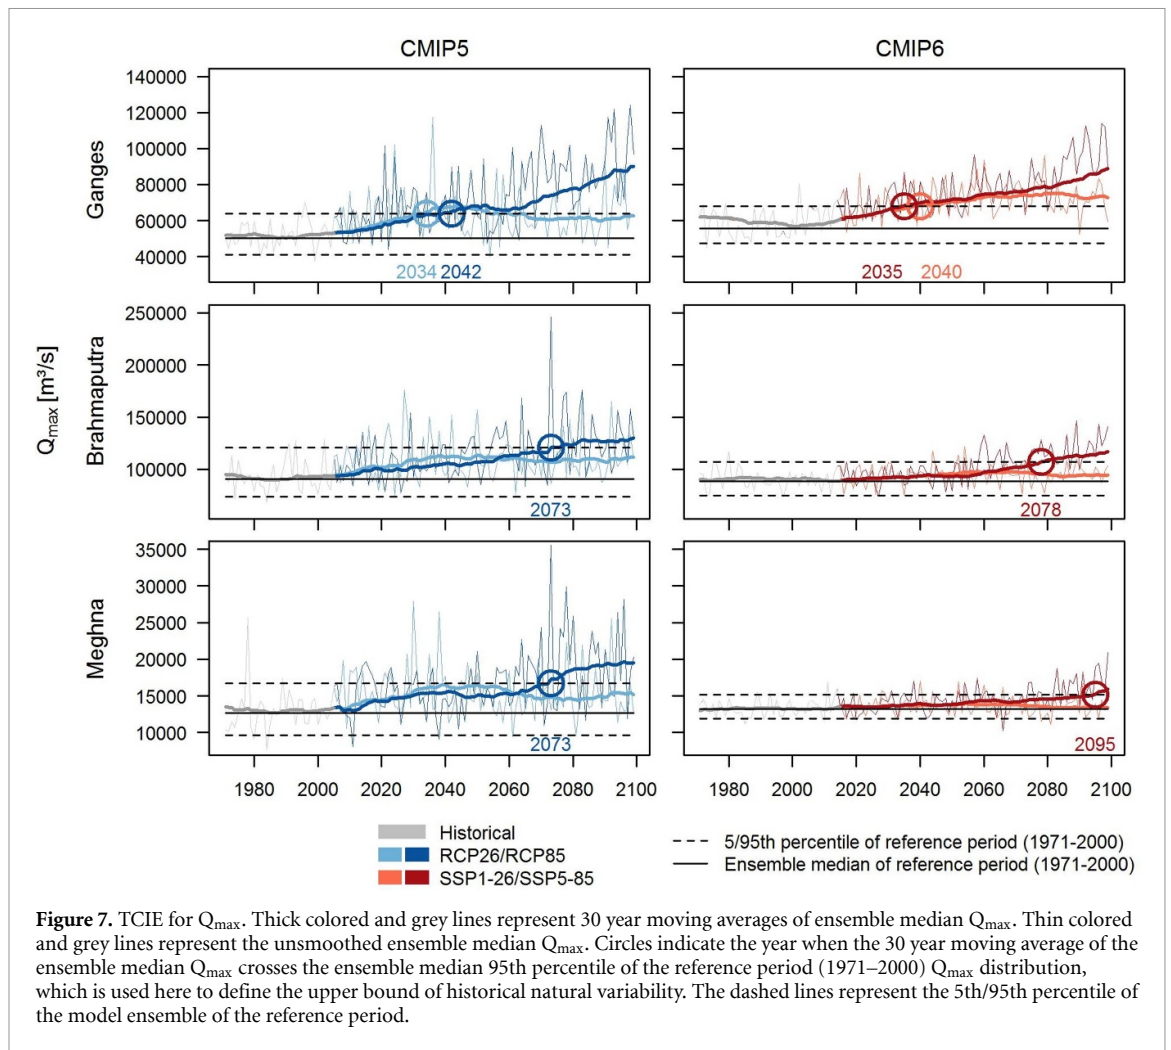 CMIP5
CMIP6
Q_max [m³/s]
Ganges
140000
120000
100000
80000
60000
40000
2034
2042
2035
2040
Brahmaputra
250000
200000
150000
100000
2073
2078
Meghna
35000
30000
25000
20000
15000
10000
2073
2095
1980 2000 2020 2040 2060 2080 2100
1980 2000 2020 2040 2060 2080 2100
Historical
RCP26/RCP85
SSP1-26/SSP5-85
5/95th percentile of reference period (1971-2000)
Ensemble median of reference period (1971-2000)
Figure 7. TCIE for Q_max. Thick colored and grey lines represent 30 year moving averages of ensemble median Q_max. Thin colored
and grey lines represent the unsmoothed ensemble median Q_max. Circles indicate the year when the 30 year moving average of the
ensemble median Q_max crosses the ensemble median 95th percentile of the reference period (1971–2000) Q_max distribution,
which is used here to define the upper bound of historical natural variability. The dashed lines represent the 5th/95th percentile of
the model ensemble of the reference period.